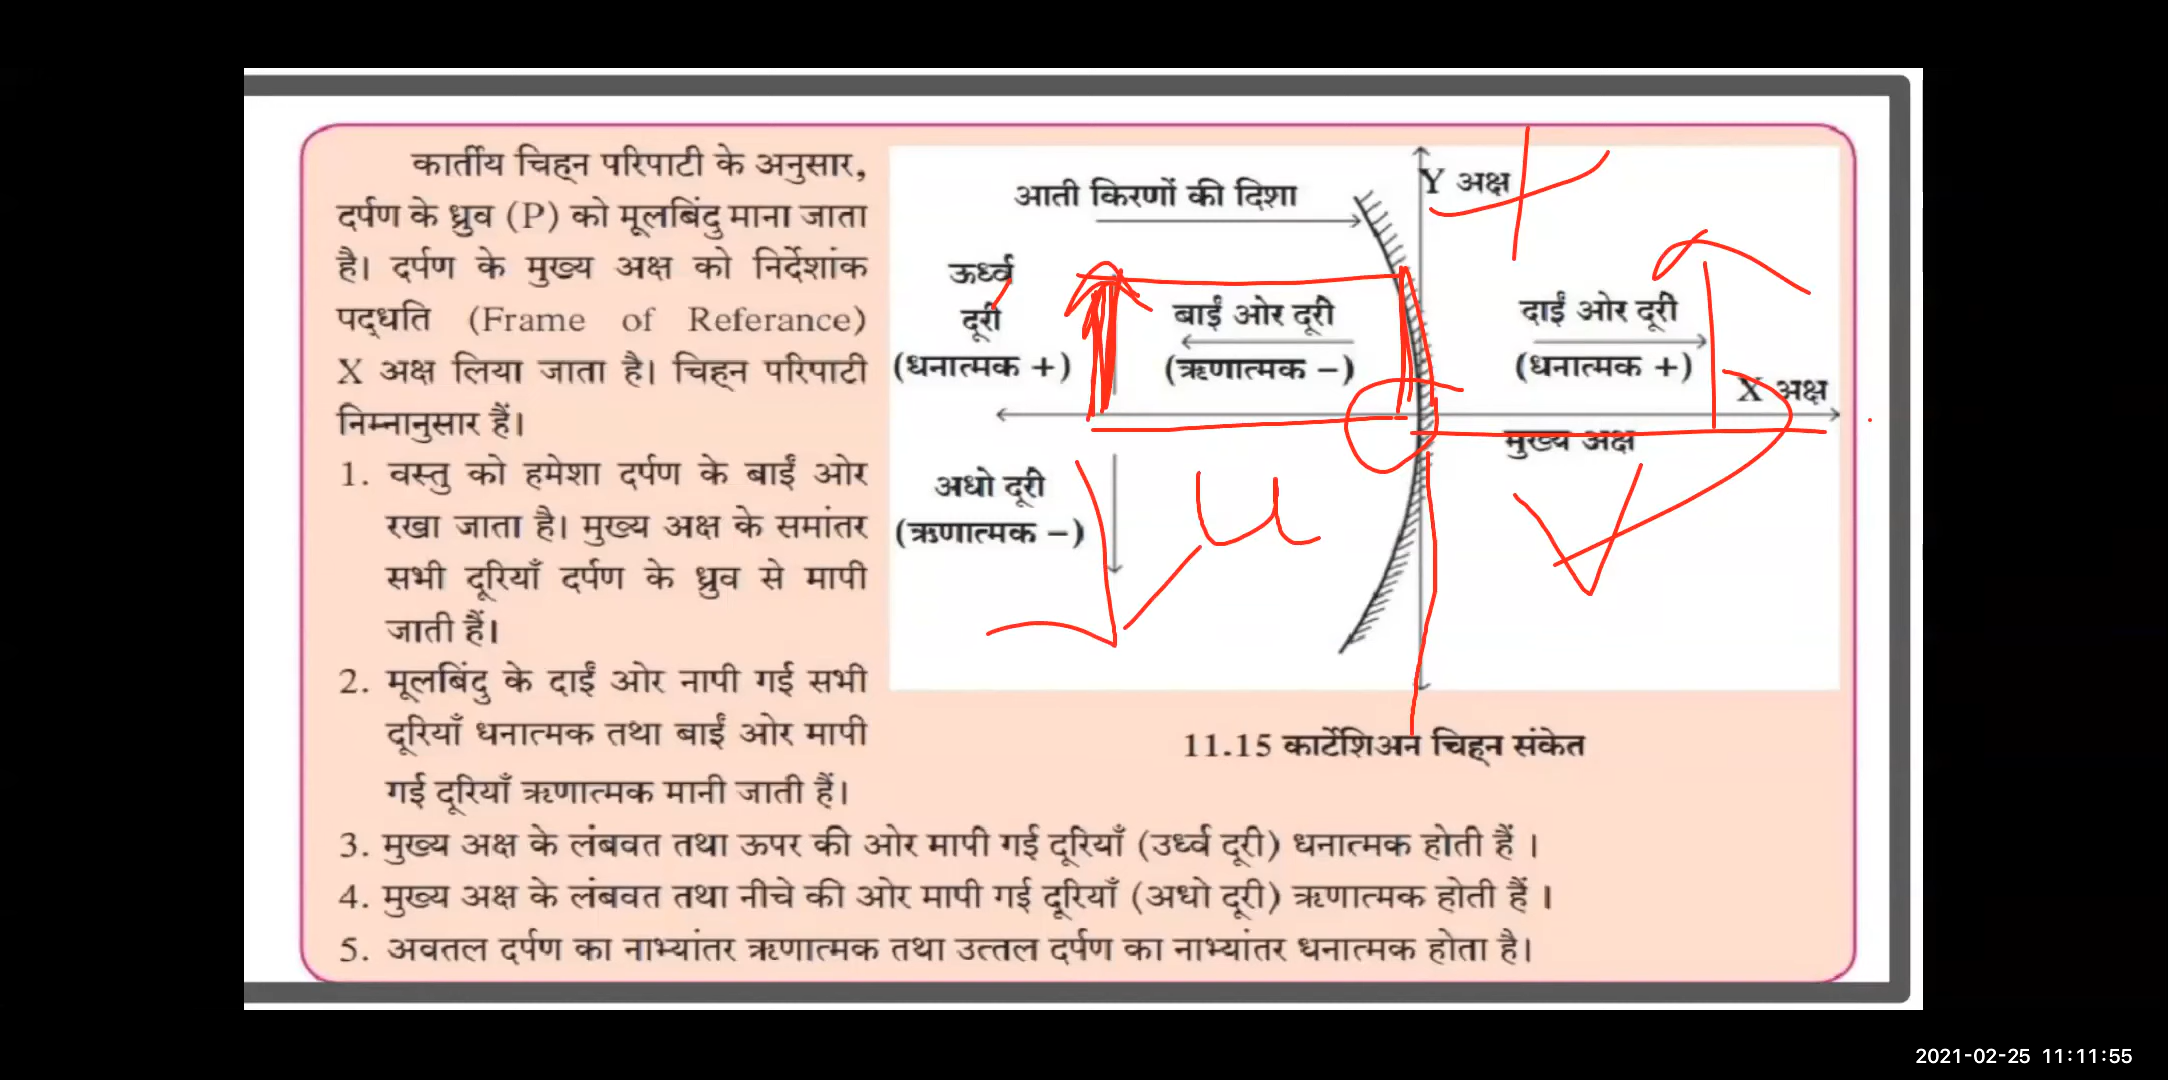 कार्तीय चिह्न परिपाटी के अनुसार,
दर्पण के ध्रुव (P) को मूलबिंदु माना जाता
है। दर्पण के मुख्य अक्ष को निर्देशांक
पद्धति (Frame of Referance)
X अक्ष लिया जाता है। चिह्न परिपाटी
निम्नानुसार हैं।
1. वस्तु को हमेशा दर्पण के बाईं ओर
रखा जाता है। मुख्य अक्ष के समांतर
सभी दूरियाँ दर्पण के ध्रुव से मापी
जाती हैं।
2. मूलबिंदु के दाईं ओर नापी गई सभी
दूरियाँ धनात्मक तथा बाईं ओर मापी
गई दूरियाँ ऋणात्मक मानी जाती हैं।
3. मुख्य अक्ष के लंबवत तथा ऊपर की ओर मापी गई दूरियाँ (उर्ध्व दूरी) धनात्मक होती हैं ।
4. मुख्य अक्ष के लंबवत तथा नीचे की ओर मापी गई दूरियाँ (अधो दूरी) ऋणात्मक होती हैं ।
5. अवतल दर्पण का नाभ्यांतर ऋणात्मक तथा उत्तल दर्पण का नाभ्यांतर धनात्मक होता है।
आती किरणों की दिशा
Y अक्ष
ऊर्ध्व
दूरी
(धनात्मक +)
बाईं ओर दूरी
(ऋणात्मक −)
दाईं ओर दूरी
(धनात्मक +)
X अक्ष
मुख्य अक्ष
अधो दूरी
(ऋणात्मक −)
u
v
11.15 कार्टेशिअन चिह्न संकेत
2021-02-25 11:11:55